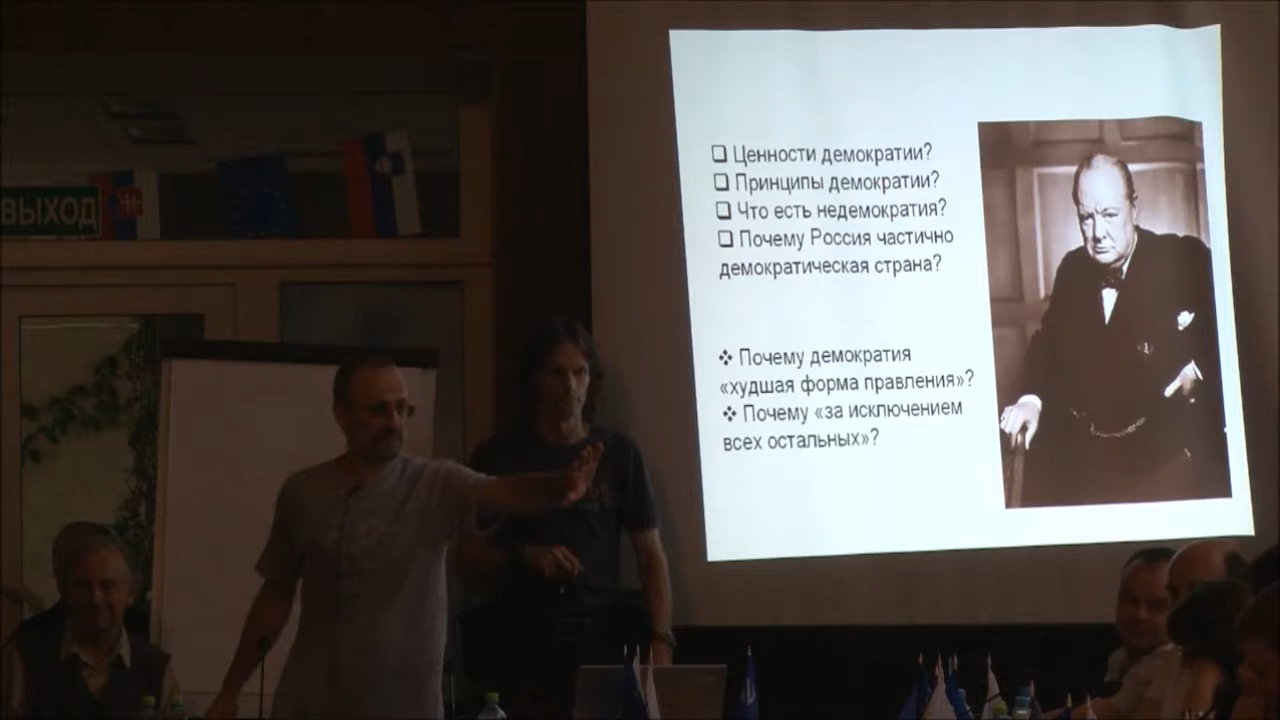 ВЫХОД
❑ Ценности демократии?
❑ Принципы демократии?
❑ Что есть недемократия?
❑ Почему Россия частично
демократическая страна?
❖ Почему демократия
«худшая форма правления»?
❖ Почему «за исключением
всех остальных»?